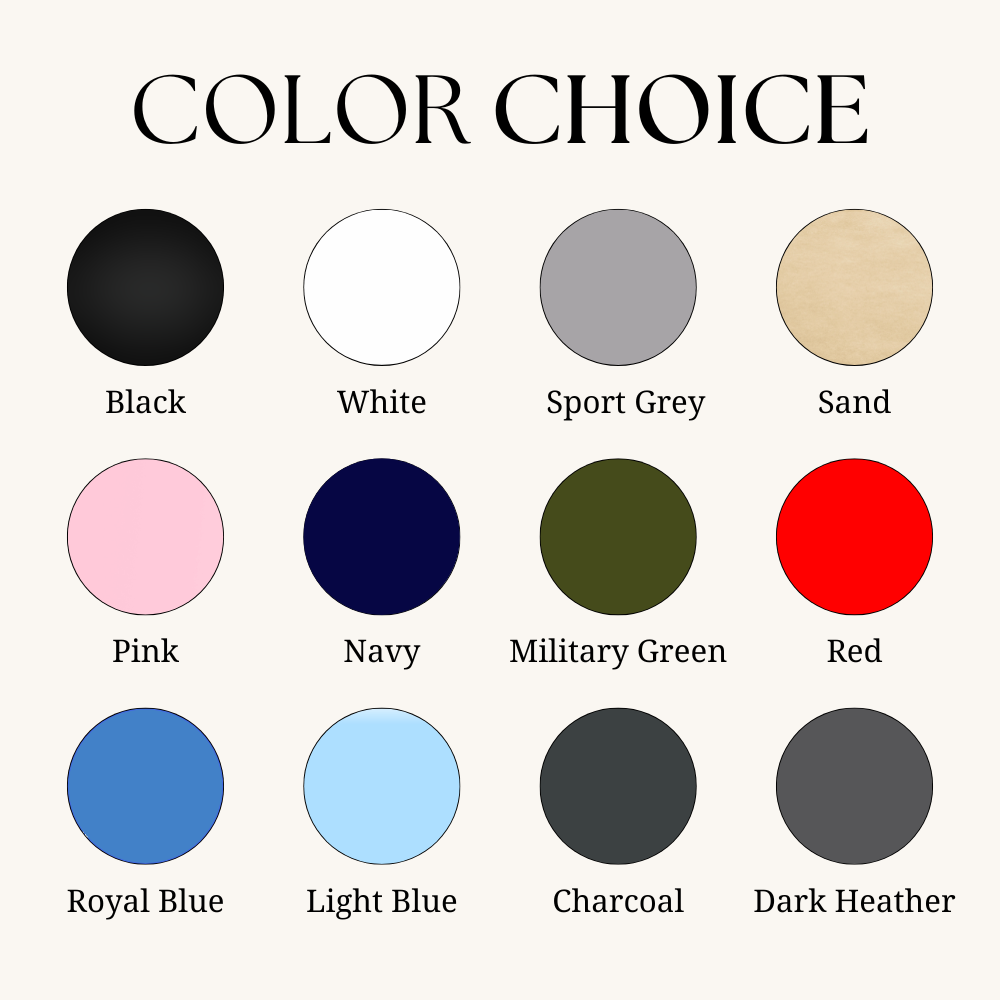 COLOR CHOICE
Black
White
Sport Grey
Sand
Pink
Navy
Military Green
Red
Royal Blue
Light Blue
Charcoal
Dark Heather